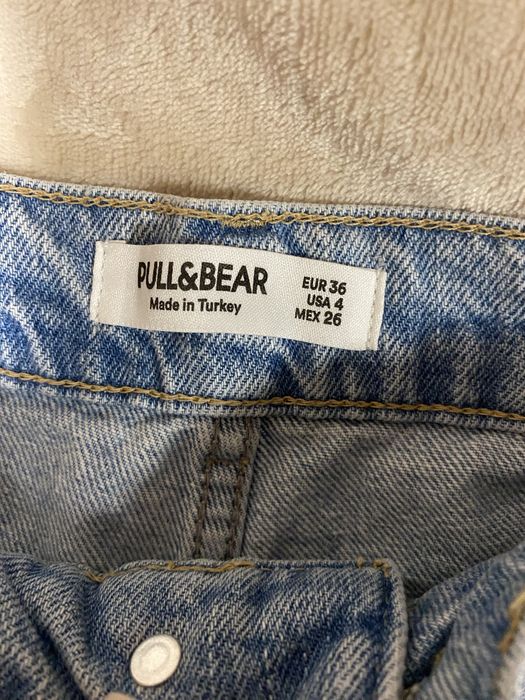 PULL&BEAR
Made in Turkey
EUR 36
USA 4
MEX 26